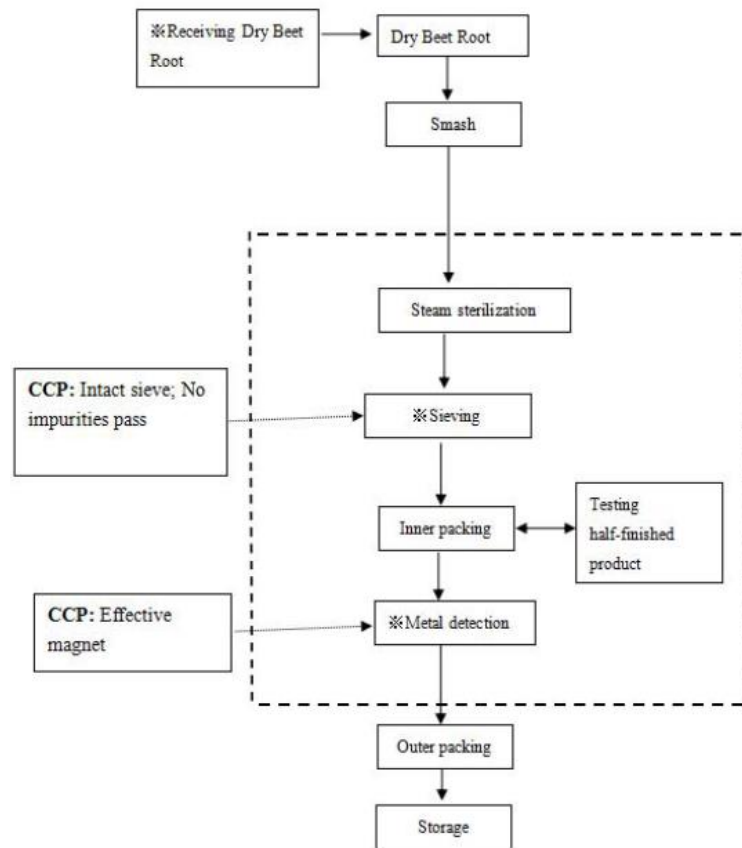 ※Receiving Dry Beet
Root
Dry Beet Root
Smash
Steam sterilization
CCP: Intact sieve; No
impurities pass
※Sieving
Inner packing
Testing
half-finished
product
CCP: Effective
magnet
※Metal detection
Outer packing
Storage